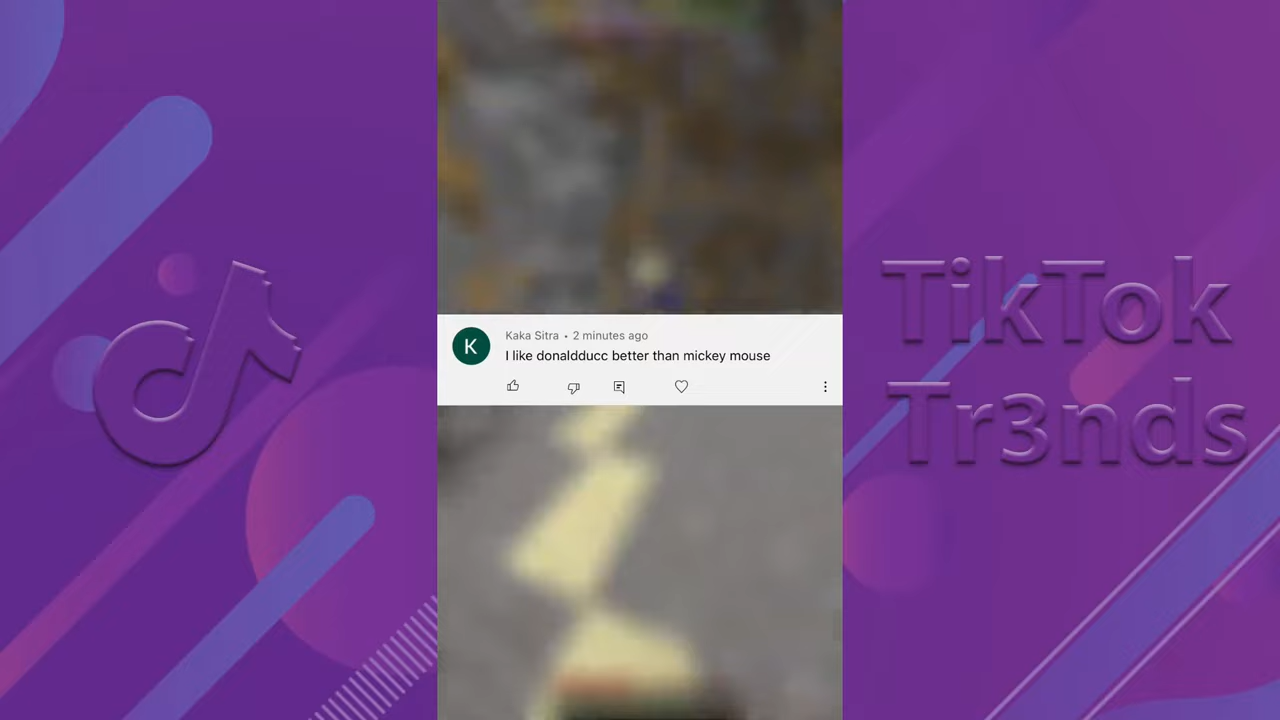 Kaka Sitra • 2 minutes ago
K
I like donaldducc better than mickey mouse
TikTok
Tr3nds